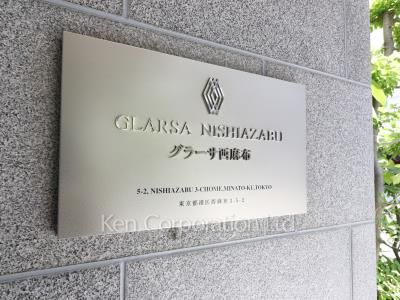 GLARSA NISHIAZABU
グラーサ西麻布
5-2, NISHIAZABU 3-CHOME, MINATO-KU, TOKYO
東京都港区西麻布3-5-2
Ken Corporation Ltd